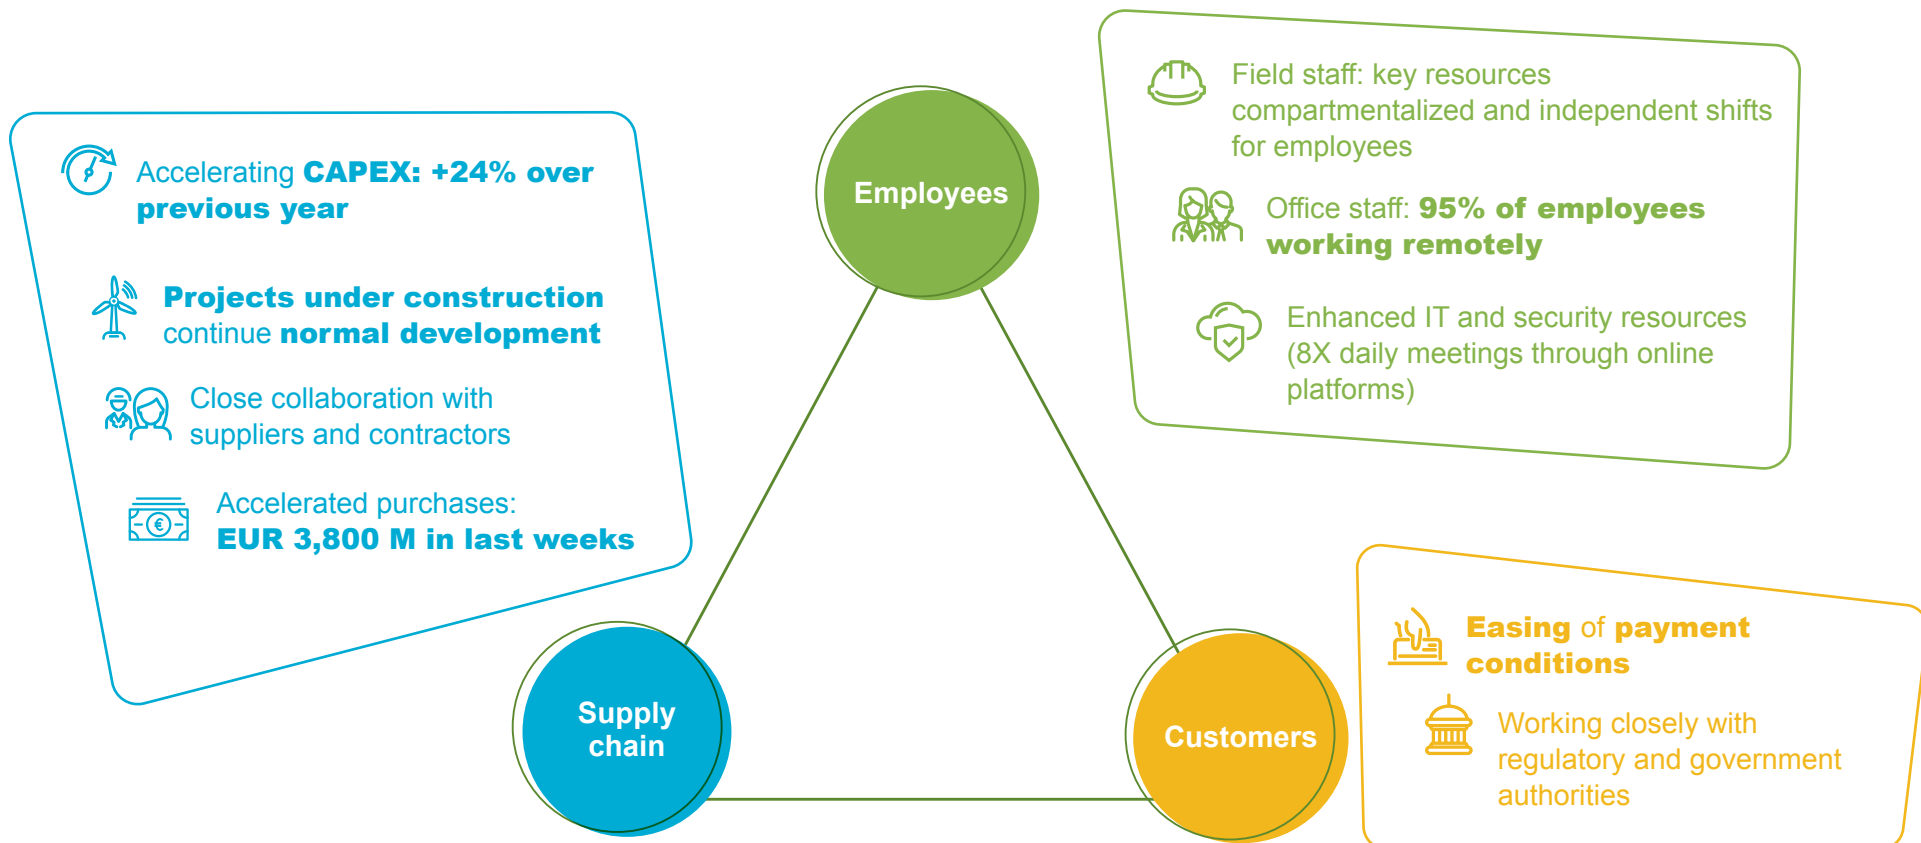 Accelerating CAPEX: +24% over
previous year
Projects under construction
continue normal development
Close collaboration with
suppliers and contractors
Accelerated purchases:
EUR 3,800 M in last weeks
Employees
Field staff: key resources
compartmentalized and independent shifts
for employees
Office staff: 95% of employees
working remotely
Enhanced IT and security resources
(8X daily meetings through online
platforms)
Supply
chain
Customers
Easing of payment
conditions
Working closely with
regulatory and government
authorities